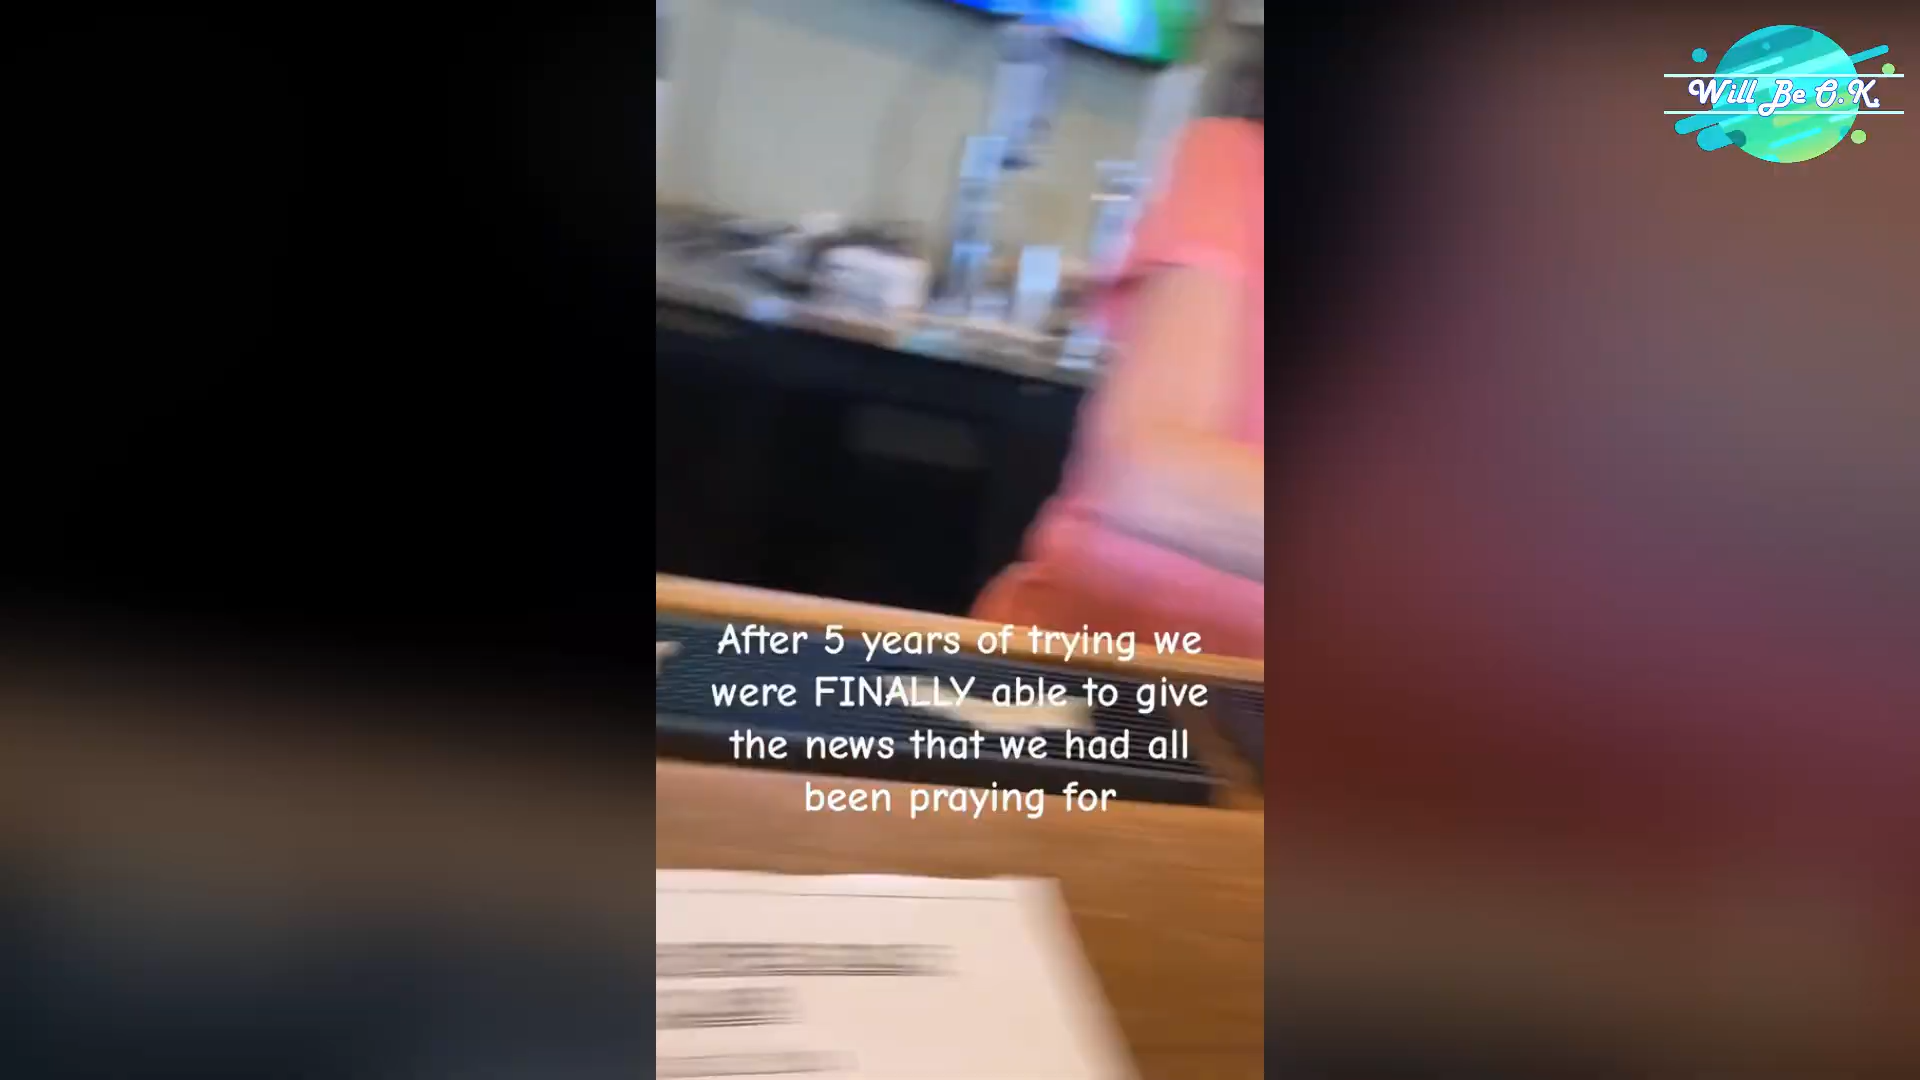 Will Be O.K.
After 5 years of trying we
were FINALLY able to give
the news that we had all
been praying for